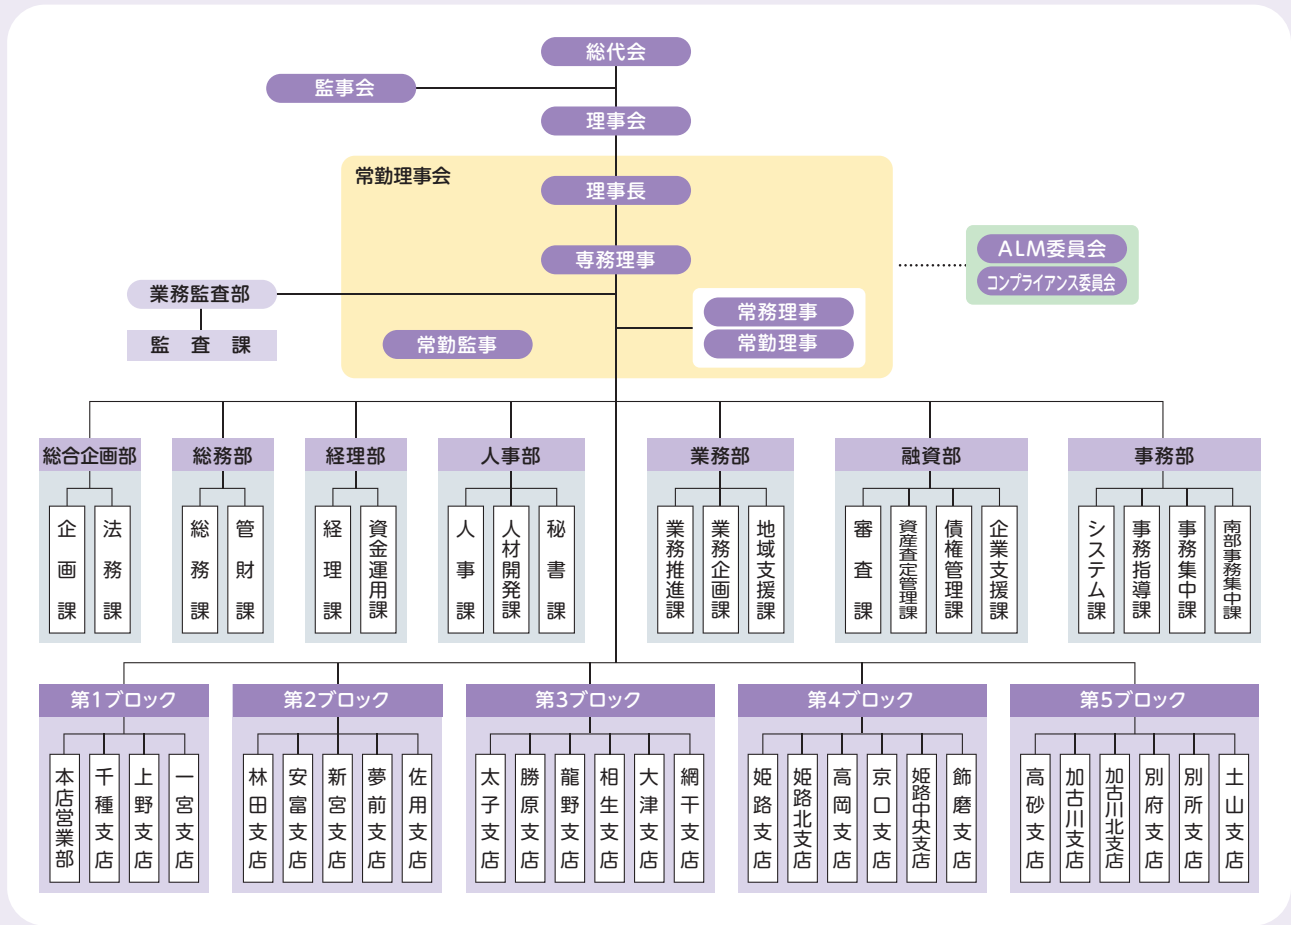 総代会
監事会
理事会
常勤理事会
理事長
専務理事
ALM委員会
コンプライアンス委員会
業務監査部
監査課
常務理事
常勤理事
常勤監事
総合企画部
企画課
法務課
総務部
総務課
管財課
経理部
経理課
資金運用課
人事部
人事課
人材開発課
秘書課
業務部
業務推進課
業務企画課
地域支援課
融資部
審査課
資産査定管理課
債権管理課
企業支援課
事務部
システム課
事務指導課
事務集中課
南部事務集中課
第1ブロック
本店営業部
千種支店
上野支店
一宮支店
第2ブロック
林田支店
安富支店
新宮支店
夢前支店
佐用支店
第3ブロック
太子支店
勝原支店
龍野支店
相生支店
大津支店
網干支店
第4ブロック
姫路支店
姫路北支店
高岡支店
京口支店
姫路中央支店
飾磨支店
第5ブロック
高砂支店
加古川支店
加古川北支店
別府支店
別所支店
土山支店